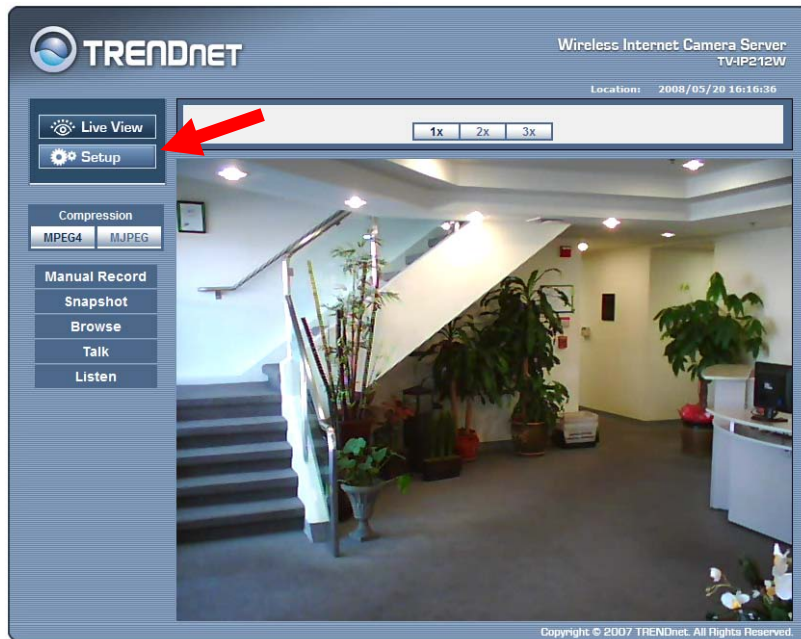 TRENDNET
Wireless Internet Camera Server
TV-IP212W
Location: 2008/05/20 16:16:36
Live View
Setup
1x 2x 3x
Compression
MPEG4 MJPEG
Manual Record
Snapshot
Browse
Talk
Listen
Copyright © 2007 TRENDnet. All Rights Reserved.